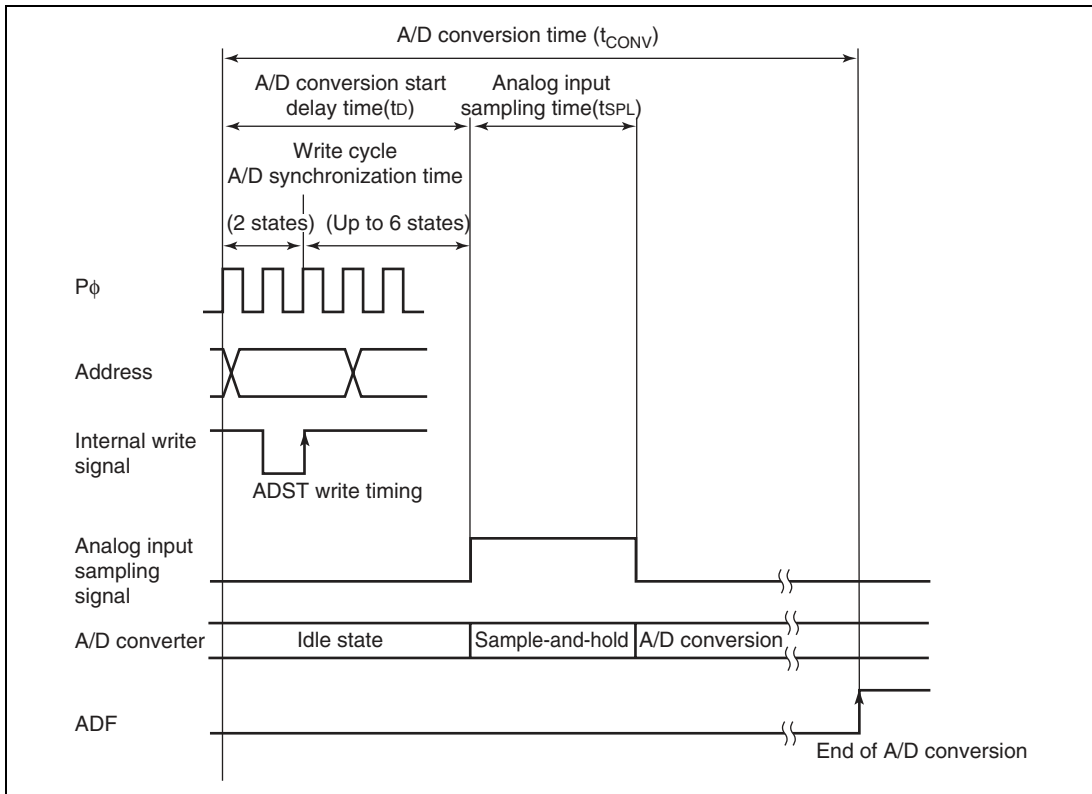 A/D conversion time (tCONV)
A/D conversion start
delay time(tD)
Analog input
sampling time(tSPL)
Write cycle
A/D synchronization time
(2 states)
(Up to 6 states)
Pϕ
Address
Internal write
signal
ADST write timing
Analog input
sampling
signal
A/D converter
Idle state
Sample-and-hold
A/D conversion
ADF
End of A/D conversion